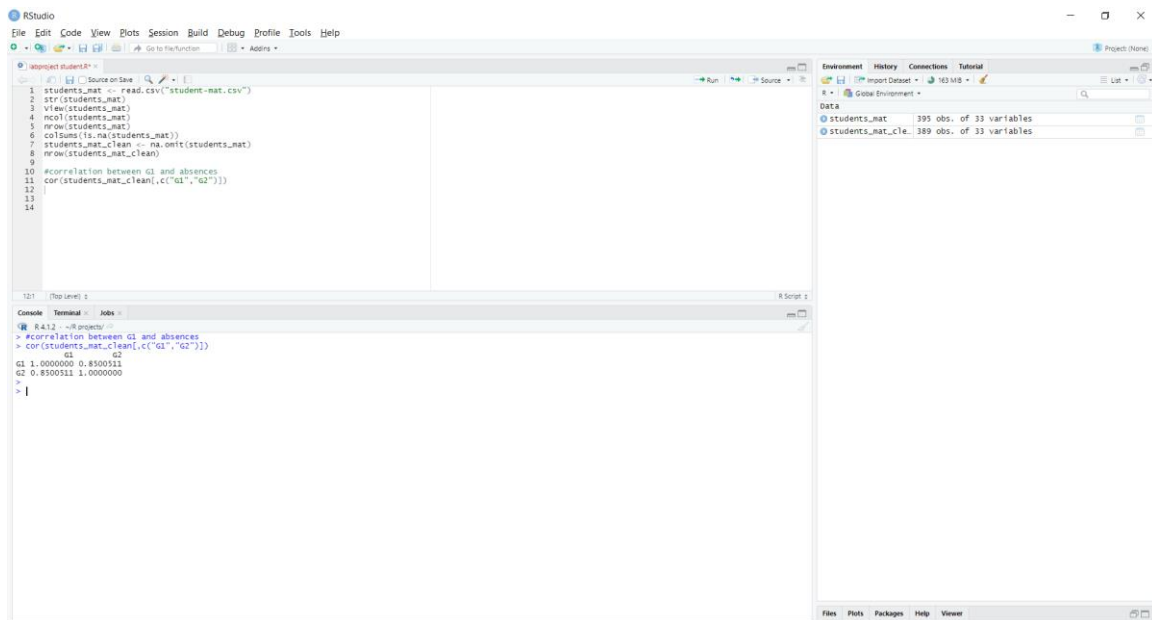 RStudio
File Edit Code View Plots Session Build Debug Profile Tools Help
Go to file/function Addins
Project: (None)
labproject student.R*
Source on Save
Run Source
1 students_mat <- read.csv("student-mat.csv")
2 str(students_mat)
3 View(students_mat)
4 ncol(students_mat)
5 nrow(students_mat)
6 colSums(is.na(students_mat))
7 students_mat_clean <- na.omit(students_mat)
8 nrow(students_mat_clean)
9
10 #correlation between G1 and absences
11 cor(students_mat_clean[,c("G1","G2")])
12
13
14
12:1 (Top Level) R Script
Console Terminal Jobs
R 4.1.2 · ~/R projects/
> #correlation between G1 and absences
> cor(students_mat_clean[,c("G1","G2")])
G1 G2
G1 1.0000000 0.8500511
G2 0.8500511 1.0000000
>
>
Environment History Connections Tutorial
Import Dataset 163 MiB List
R Global Environment
Data
students_mat 395 obs. of 33 variables
students_mat_cle… 389 obs. of 33 variables
Files Plots Packages Help Viewer